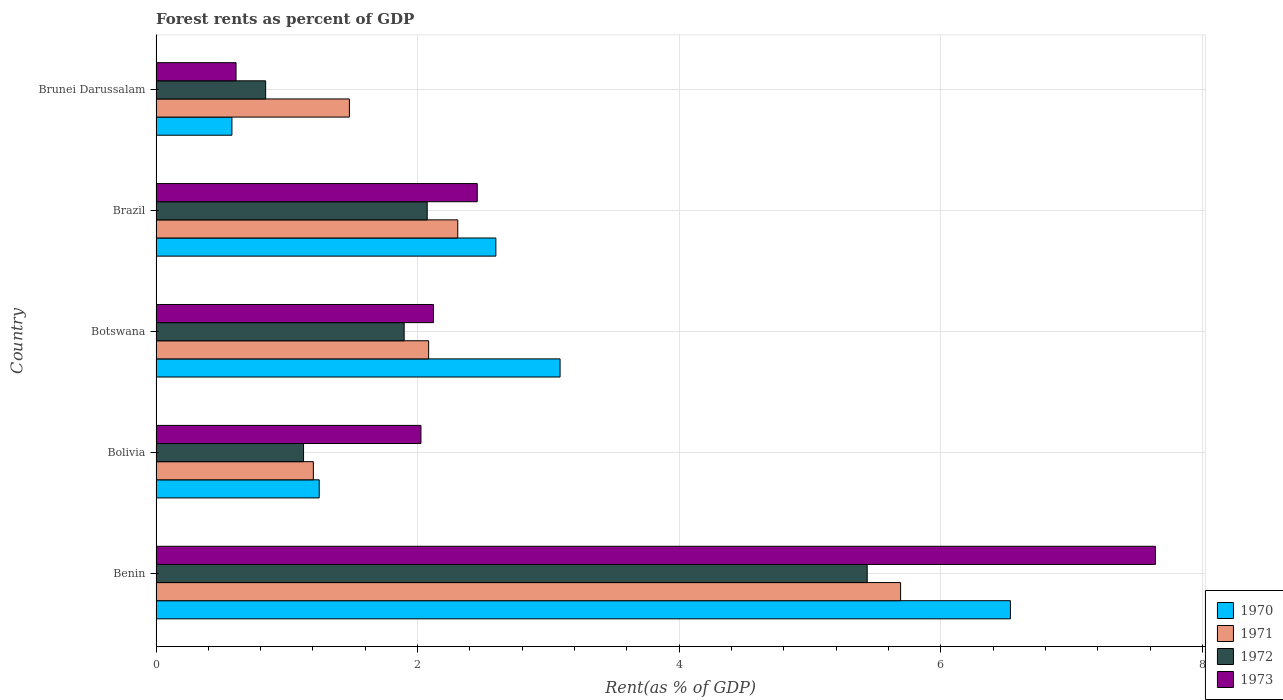 Forest rents as percent of GDP
Brunei Darussalam
Brazil
Botswana
Bolivia
Benin
Country
0
2
4
6
8
Rent(as % of GDP)
1970
1971
1972
1973